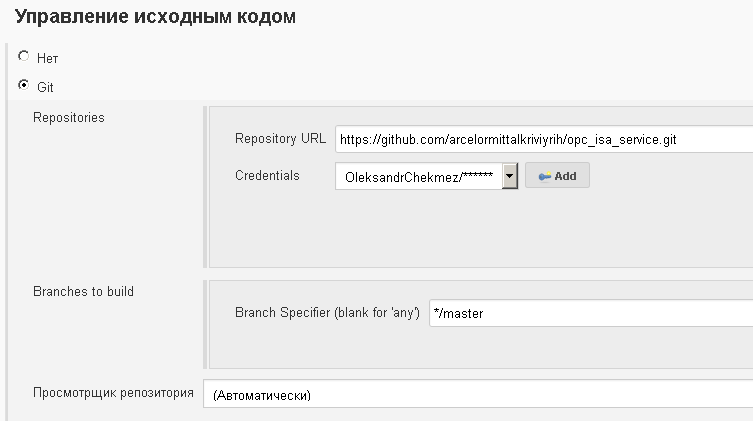 Управление исходным кодом
Нет
Git
Repositories
Repository URL https://github.com/arcelormittalkriviyrih/opc_isa_service.git
Credentials OleksandrChekmez/****** Add
Branches to build
Branch Specifier (blank for 'any') */master
Просмотрщик репозитория (Автоматически)